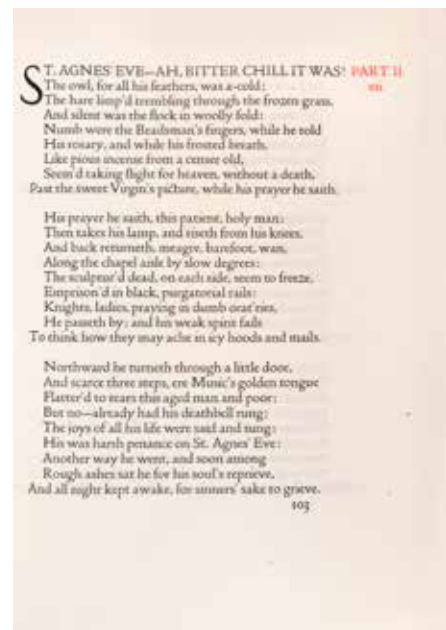 ST. AGNES' EVE—AH, BITTER CHILL IT WAS! PART II
The owl, for all his feathers, was a-cold:
The hare limp'd trembling through the frozen grass,
And silent was the flock in woolly fold:
Numb were the Beadsman's fingers, while he told
His rosary, and while his frosted breath,
Like pious incense from a censer old,
Seem'd taking flight for heaven, without a death,
Past the sweet Virgin's picture, while his prayer he saith.
His prayer he saith, this patient, holy man:
Then takes his lamp, and riseth from his knees,
And back returneth, meagre, barefoot, wan,
Along the chapel aisle by slow degrees:
The sculptur'd dead, on each side, seem to freeze,
Emprison'd in black, purgatorial rails:
Knights, ladies, praying in dumb orat'ries,
He passeth by; and his weak spirit fails
To think how they may ache in icy hoods and mails.
Northward he turneth through a little door,
And scarce three steps, ere Music's golden tongue
Flatter'd to tears this aged man and poor:
But no—already had his deathbell rung:
The joys of all his life were said and sung:
His was harsh penance on St. Agnes' Eve:
Another way he went, and soon among
Rough ashes sat he for his soul's reprieve,
And all night kept awake, for sinners' sake to grieve.
103